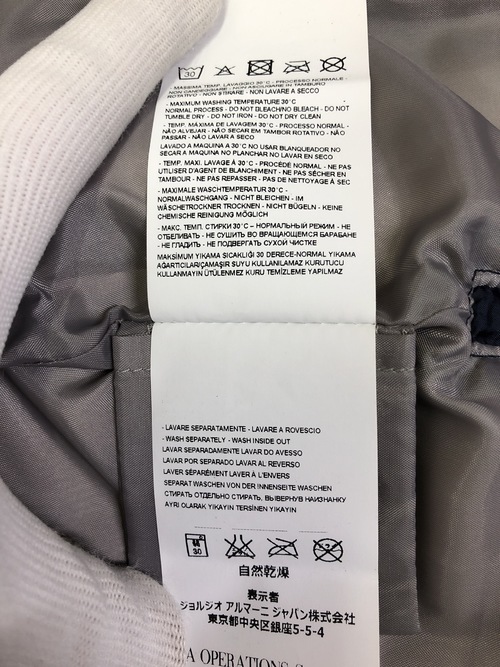 30
- MASSIMA TEMP. LAVAGGIO 30°C - PROCESSO NORMALE -
NON CANDEGGIARE - NON ASCIUGARE IN TAMBURO
ROTATIVO - NON STIRARE - NON LAVARE A SECCO
- MAXIMUM WASHING TEMPERATURE 30°C
NORMAL PROCESS - DO NOT BLEACH/NO BLEACH - DO NOT
TUMBLE DRY - DO NOT IRON - DO NOT DRY CLEAN
- TEMP. MÁXIMA DE LAVAGEM 30°C - PROCESSO NORMAL -
NÃO ALVEJAR - NÃO SECAR EM TAMBOR ROTATIVO - NÃO
PASSAR - NÃO LAVAR A SECO
LAVADO A MAQUINA A 30°C NO USAR BLANQUEADOR NO
SECAR A MAQUINA NO PLANCHAR NO LAVAR EN SECO
- TEMP. MAXI. LAVAGE À 30°C - PROCÉDÉ NORMAL - NE PAS
UTILISER D'AGENT DE BLANCHIMENT - NE PAS SÉCHER EN
TAMBOUR - NE PAS REPASSER - PAS DE NETTOYAGE À SEC
- MAXIMALE WASCHTEMPERATUR 30°C -
NORMALWASCHGANG - NICHT BLEICHEN - IM
WÄSCHETROCKNER TROCKNEN - NICHT BÜGELN - KEINE
CHEMISCHE REINIGUNG MÖGLICH
- МАКС. ТЕМП. СТИРКИ 30°C – НОРМАЛЬНЫЙ РЕЖИМ - НЕ
ОТБЕЛИВАТЬ - НЕ СУШИТЬ ВО ВРАЩАЮЩЕМСЯ БАРАБАНЕ
- НЕ ГЛАДИТЬ - НЕ ПОДВЕРГАТЬ СУХОЙ ЧИСТКЕ
MAKSİMUM YIKAMA SICAKLIĞI 30 DERECE-NORMAL YIKAMA
AĞARTICILAR/ÇAMAŞIR SUYU KULLANILAMAZ KURUTUCU
KULLANMAYIN ÜTÜLENMEZ KURU TEMİZLEME YAPILMAZ
- LAVARE SEPARATAMENTE - LAVARE A ROVESCIO
- WASH SEPARATELY - WASH INSIDE OUT
LAVAR SEPARADAMENTE LAVAR DO AVESSO
LAVAR POR SEPARADO LAVAR AL REVERSO
LAVER SÉPARÉMENT LAVER À L'ENVERS
SEPARAT WASCHEN VON DER INNENSEITE WASCHEN
СТИРАТЬ ОТДЕЛЬНО СТИРАТЬ, ВЫВЕРНУВ НАИЗНАНКУ
AYRI OLARAK YIKAYIN TERSİNEN YIKAYIN
30
自然乾燥
表示者
ジョルジオ アルマーニ ジャパン株式会社
東京都中央区銀座5-5-4
A OPERATIONS